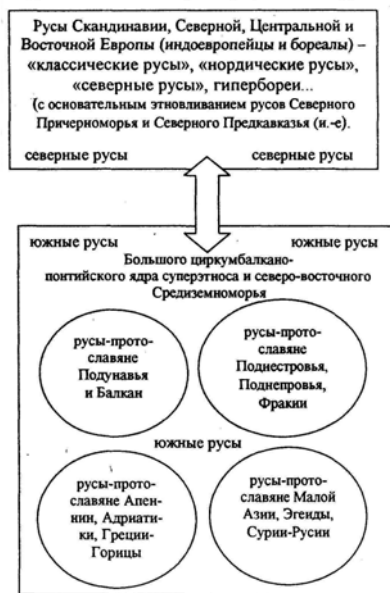 Русы Скандинавии, Северной, Центральной и
Восточной Европы (индоевропейцы и бореалы) –
«классические русы», «нордические русы»,
«северные русы», гипербореи...
(с основательным этновливанием русов Северного
Причерноморья и Северного Предкавказья (и.-е).
северные русы северные русы
южные русы южные русы
Большого циркумбалкано-
понтийского ядра суперэтноса и северо-восточного
Средиземноморья
русы-прото-
славяне
Подунавья
и Балкан
русы-прото-
славяне
Поднестровья,
Поднепровья,
Фракии
южные русы
русы-прото-
славяне Апен-
нин, Адриати-
ки, Греции-
Горицы
русы-прото-
славяне Малой
Азии, Эгеиды,
Сурии-Русии